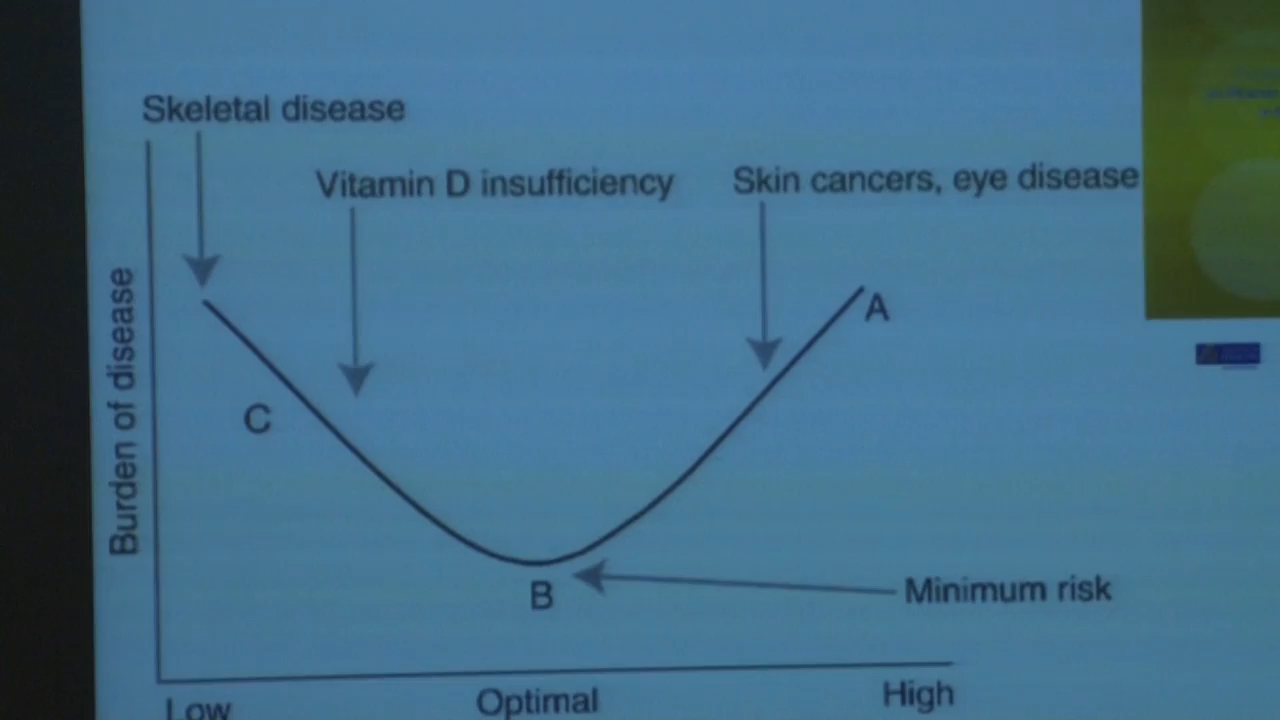 Skeletal disease
Vitamin D insufficiency
Skin cancers, eye disease
Burden of disease
A
C
B
Minimum risk
Low
Optimal
High